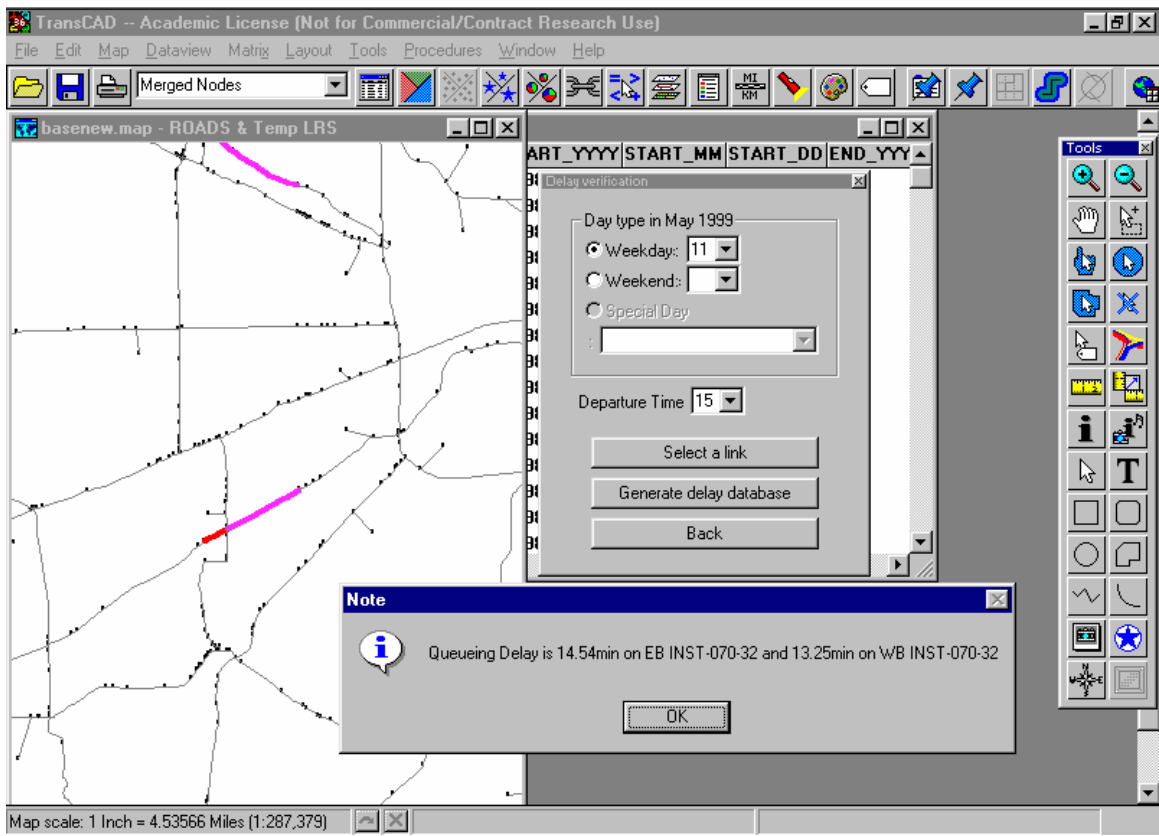 TransCAD -- Academic License (Not for Commercial/Contract Research Use)
File Edit Map Dataview Matrix Layout Tools Procedures Window Help
Merged Nodes
MI
KM
basenew.map - ROADS & Temp LRS
ART_YYYY START_MM START_DD END_YYY
Tools
Delay verification
Day type in May 1999
Weekday: 11
Weekend:
Special Day
:
Departure Time 15
Select a link
Generate delay database
Back
Note
Queueing Delay is 14.54min on EB INST-070-32 and 13.25min on WB INST-070-32
OK
Map scale: 1 Inch = 4.53566 Miles (1:287,379)